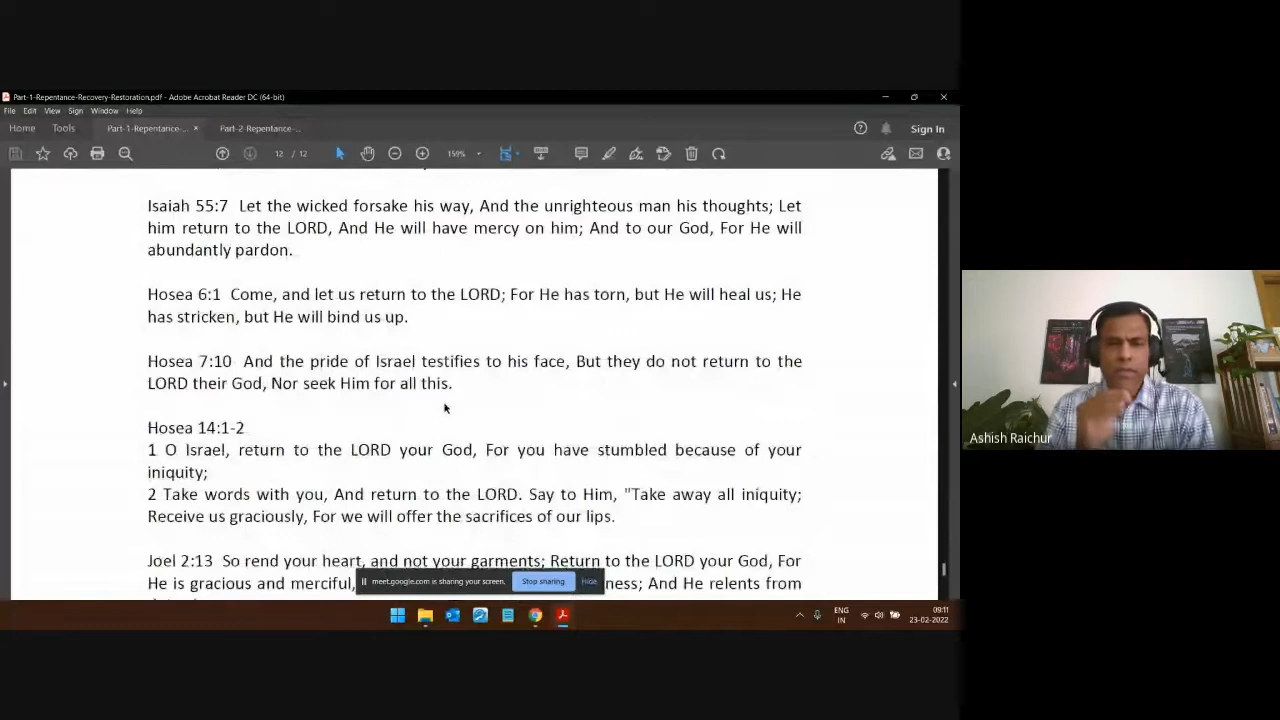 Part-1-Repentance-Recovery-Restoration.pdf - Adobe Acrobat Reader DC (64-bit)
File Edit View Sign Window Help
Home Tools Part-1-Repentance-... × Part-2 Repentance-... Sign In
12 / 12 159%
Isaiah 55:7 Let the wicked forsake his way, And the unrighteous man his thoughts; Let
him return to the LORD, And He will have mercy on him; And to our God, For He will
abundantly pardon.
Hosea 6:1 Come, and let us return to the LORD; For He has torn, but He will heal us; He
has stricken, but He will bind us up.
Hosea 7:10 And the pride of Israel testifies to his face, But they do not return to the
LORD their God, Nor seek Him for all this.
Hosea 14:1-2
1 O Israel, return to the LORD your God, For you have stumbled because of your
iniquity;
2 Take words with you, And return to the LORD. Say to Him, "Take away all iniquity;
Receive us graciously, For we will offer the sacrifices of our lips.
Joel 2:13 So rend your heart, and not your garments; Return to the LORD your God, For
He is gracious and merciful, ness; And He relents from
meet.google.com is sharing your screen. Stop sharing Hide
Ashish Raichur
ENG
IN
09:11
23-02-2022